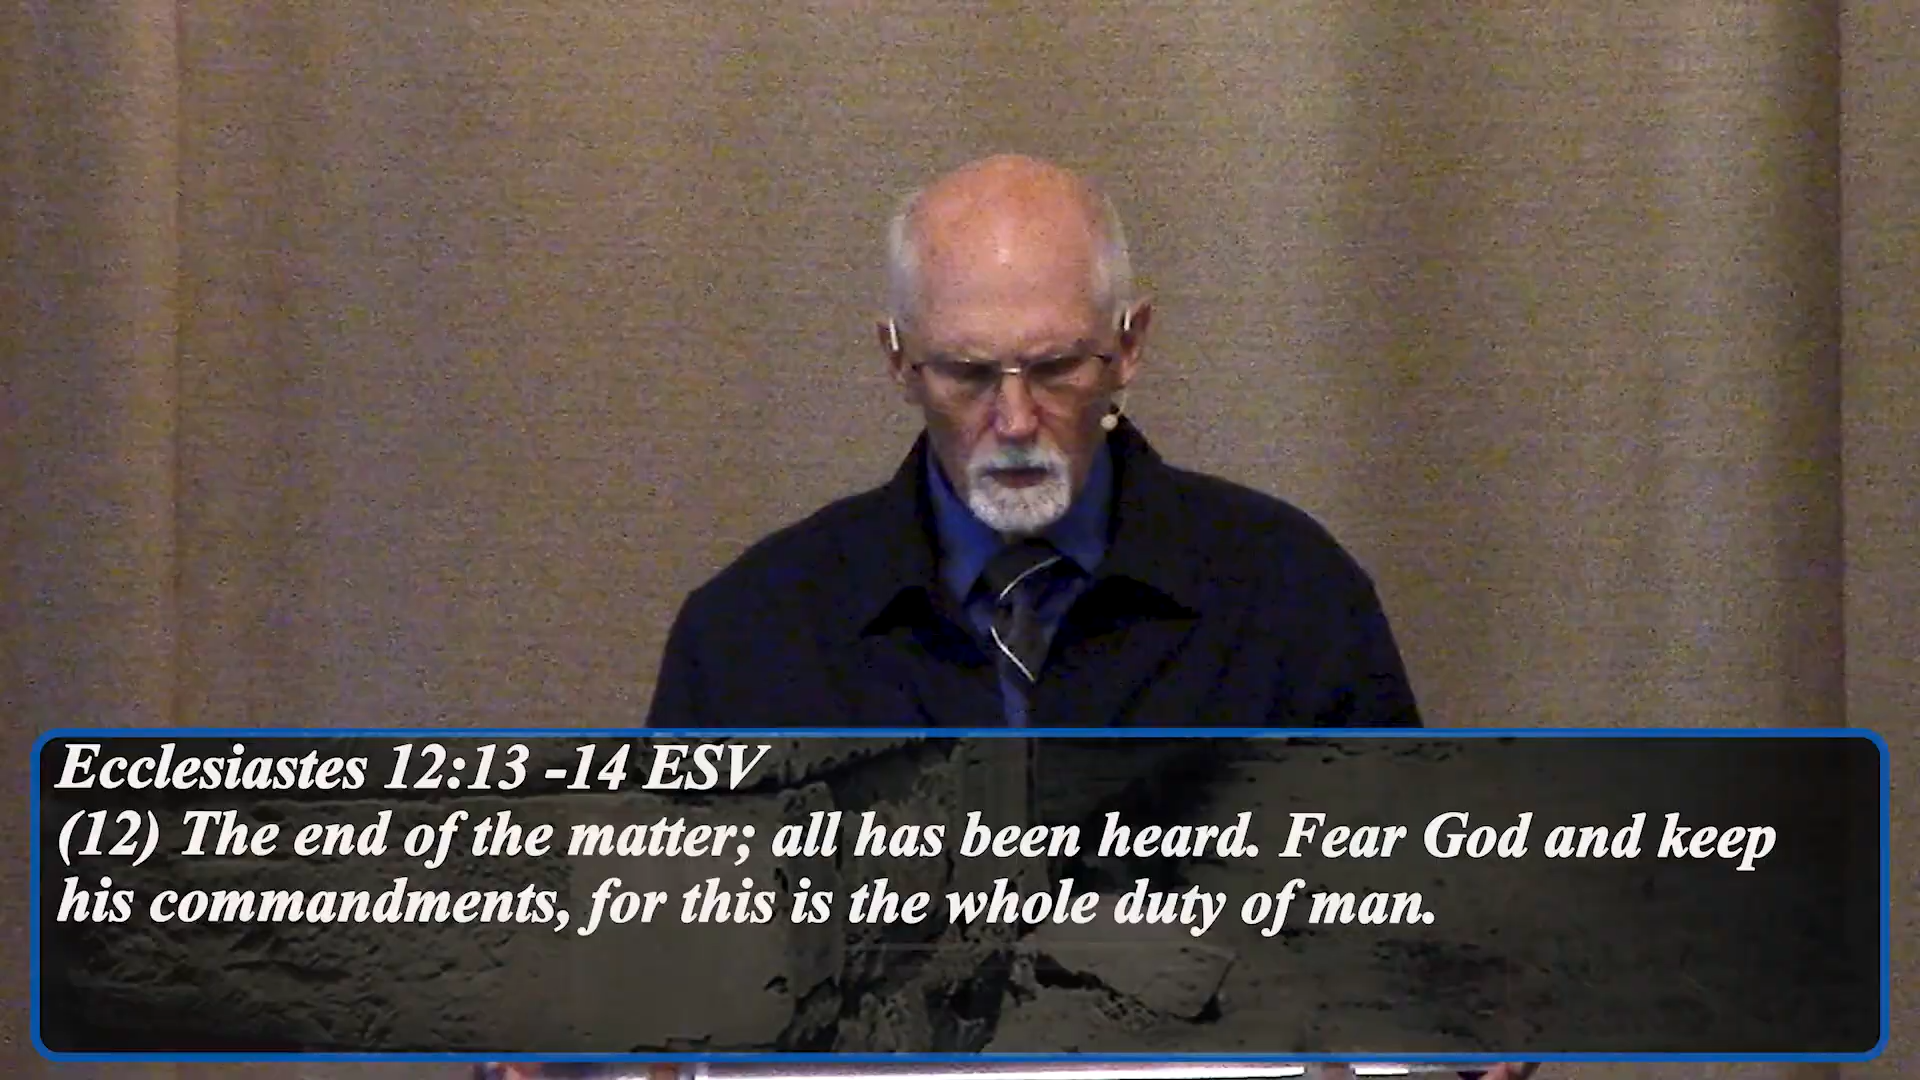 Ecclesiastes 12:13 -14 ESV
(12) The end of the matter; all has been heard. Fear God and keep
his commandments, for this is the whole duty of man.